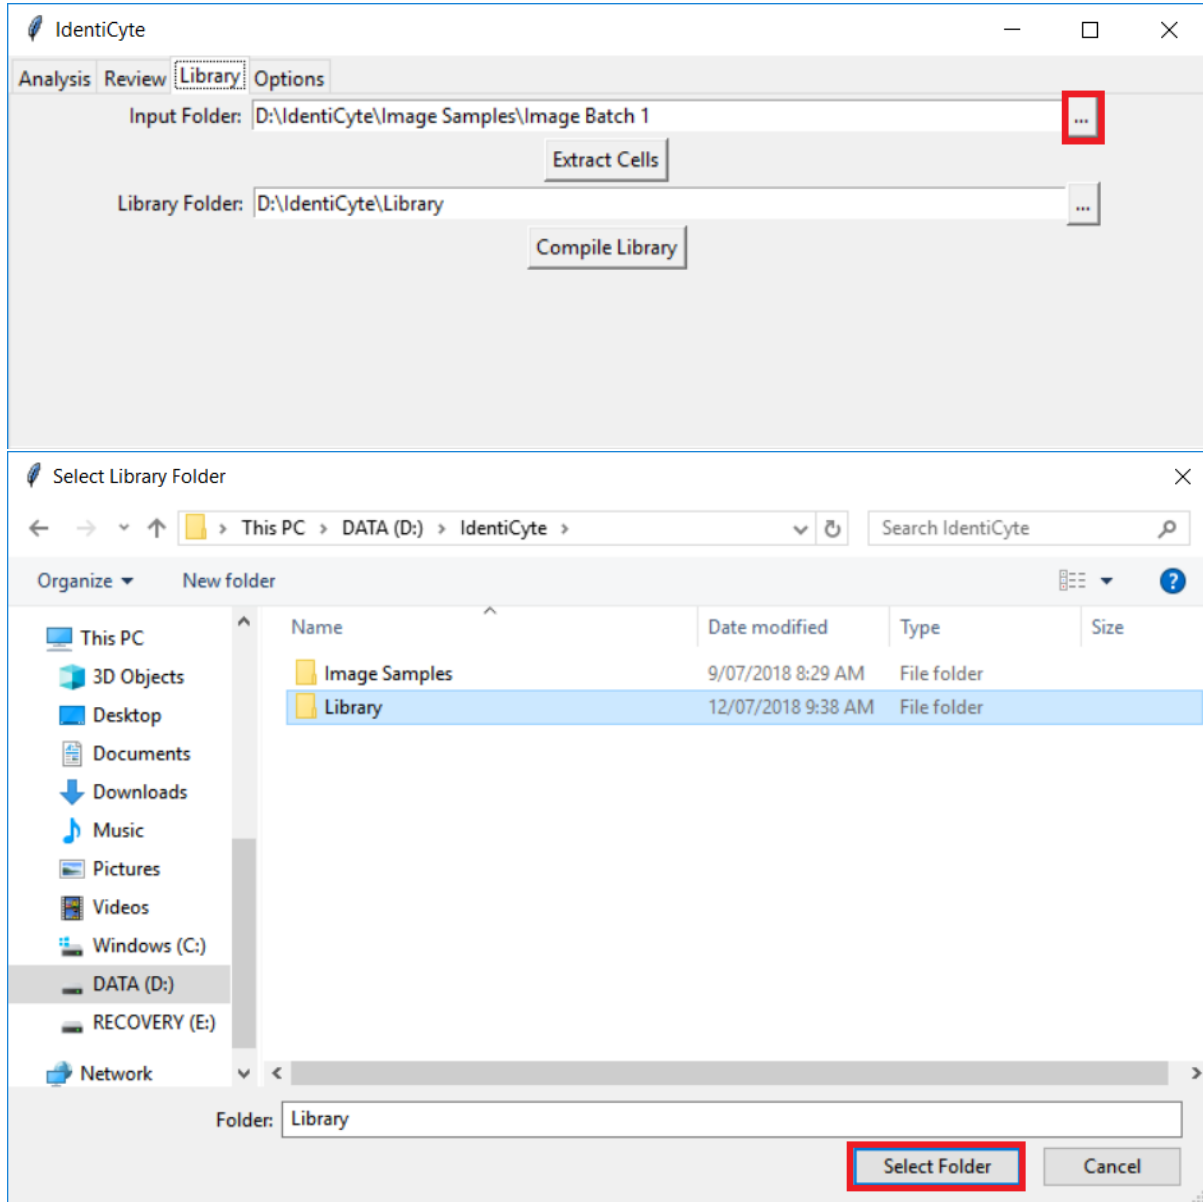 IdentiCyte
Analysis Review Library Options
Input Folder: D:\IdentiCyte\Image Samples\Image Batch 1 ...
Extract Cells
Library Folder: D:\IdentiCyte\Library ...
Compile Library
Select Library Folder
This PC > DATA (D:) > IdentiCyte > Search IdentiCyte
Organize New folder ?
Name Date modified Type Size
This PC
3D Objects
Desktop
Documents
Downloads
Music
Pictures
Videos
Windows (C:)
DATA (D:)
RECOVERY (E:)
Network
Image Samples 9/07/2018 8:29 AM File folder
Library 12/07/2018 9:38 AM File folder
Folder: Library
Select Folder Cancel